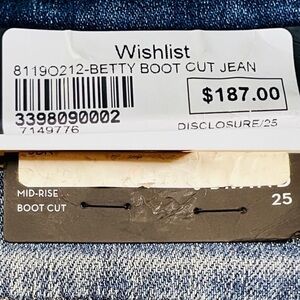 Wishlist
8119O212-BETTY BOOT CUT JEAN
$187.00
3398090002
7149776
DISCLOSURE/25
MID-RISE
BOOT CUT
25